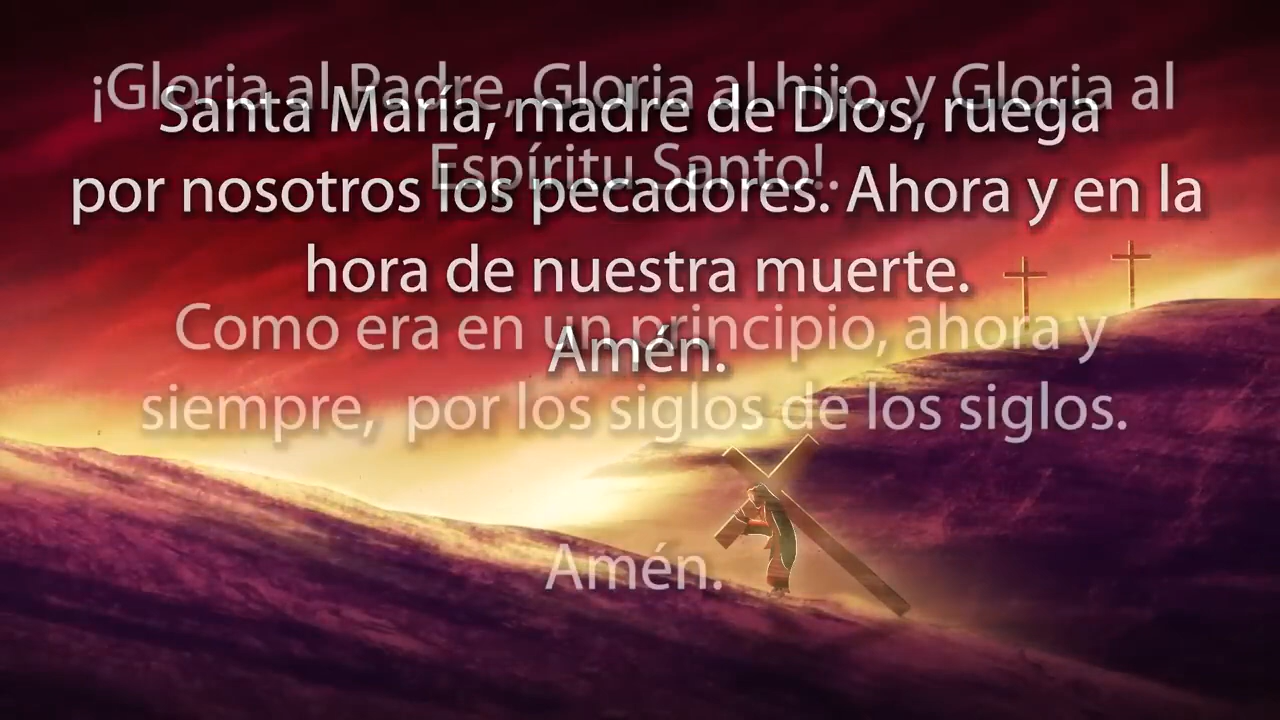 ¡Gloria al Padre, Gloria al hijo, y Gloria al
Espíritu Santo!.
Como era en un principio, ahora y
siempre, por los siglos de los siglos.
Amén.
Santa María, madre de Dios, ruega
por nosotros los pecadores. Ahora y en la
hora de nuestra muerte.
Amén.